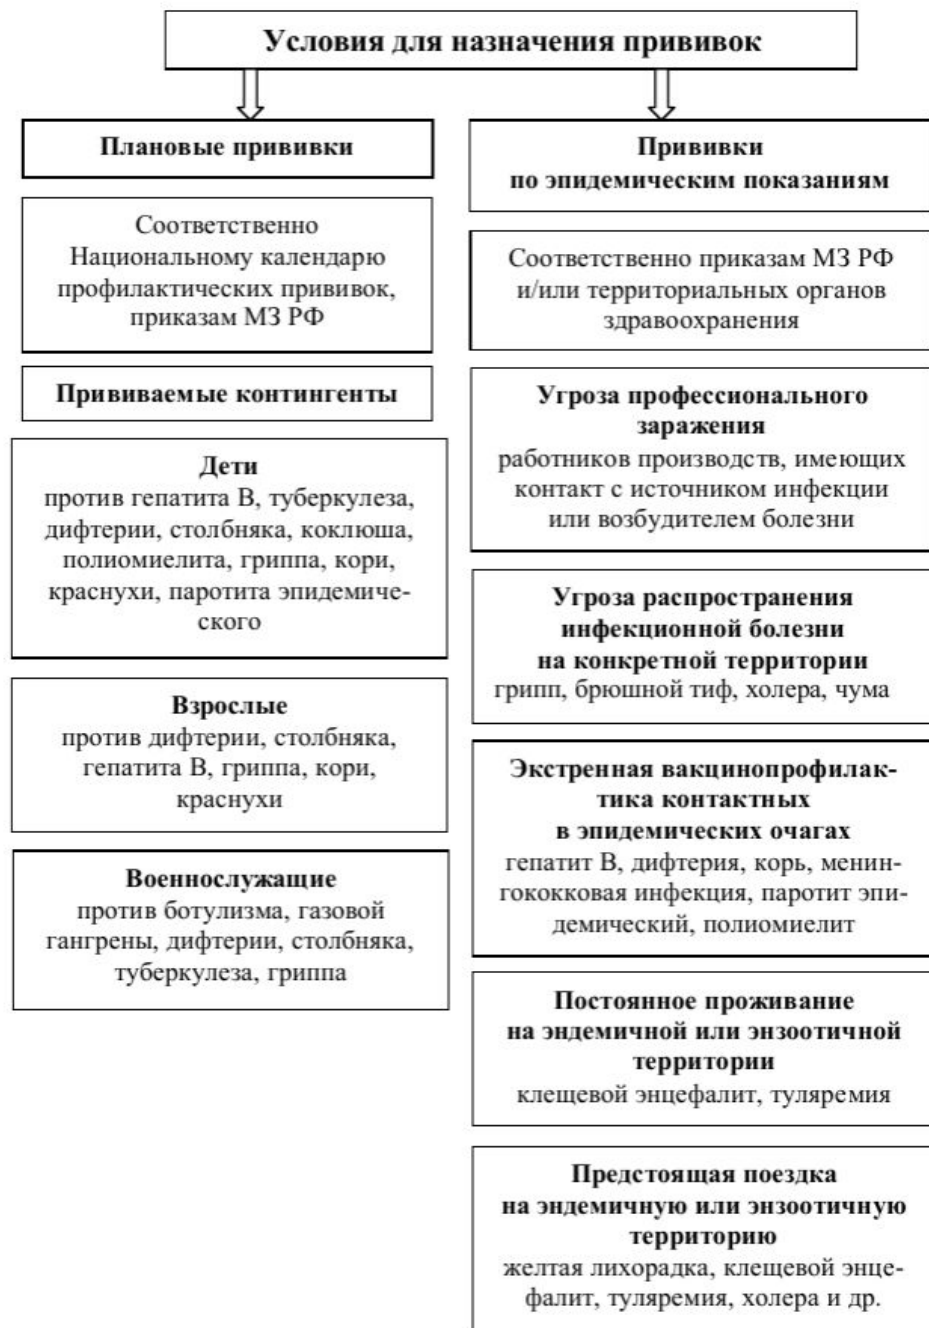 Условия для назначения прививок
Плановые прививки
Соответственно
Национальному календарю
профилактических прививок,
приказам МЗ РФ
Прививаемые контингенты
Дети
против гепатита В, туберкулеза,
дифтерии, столбняка, коклюша,
полиомиелита, гриппа, кори,
краснухи, паротита эпидемиче-
ского
Взрослые
против дифтерии, столбняка,
гепатита В, гриппа, кори,
краснухи
Военнослужащие
против ботулизма, газовой
гангрены, дифтерии, столбняка,
туберкулеза, гриппа
Прививки
по эпидемическим показаниям
Соответственно приказам МЗ РФ
и/или территориальных органов
здравоохранения
Угроза профессионального
заражения
работников производств, имеющих
контакт с источником инфекции
или возбудителем болезни
Угроза распространения
инфекционной болезни
на конкретной территории
грипп, брюшной тиф, холера, чума
Экстренная вакцинопрофилак-
тика контактных
в эпидемических очагах
гепатит В, дифтерия, корь, менин-
гококковая инфекция, паротит эпи-
демический, полиомиелит
Постоянное проживание
на эндемичной или энзоотичной
территории
клещевой энцефалит, туляремия
Предстоящая поездка
на эндемичную или энзоотичную
территорию
желтая лихорадка, клещевой энце-
фалит, туляремия, холера и др.